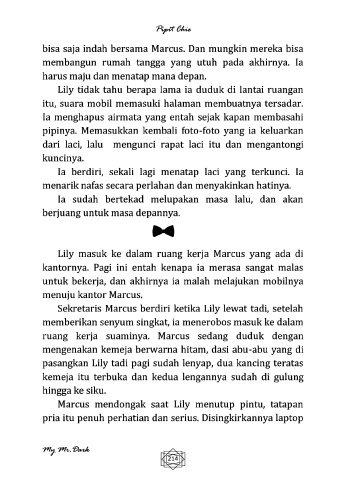 Pipit Chie
bisa saja indah bersama Marcus. Dan mungkin mereka bisa
membangun rumah tangga yang utuh pada akhirnya. Ia
harus maju dan menatap mana depan.
Lily tidak tahu berapa lama ia duduk di lantai ruangan
itu, suara mobil memasuki halaman membuatnya tersadar.
Ia menghapus airmata yang entah sejak kapan membasahi
pipinya. Memasukkan kembali foto-foto yang ia keluarkan
dari laci, lalu mengunci rapat laci itu dan mengantongi
kuncinya.
Ia berdiri, sekali lagi menatap laci yang terkunci. Ia
menarik nafas secara perlahan dan menyakinkan hatinya.
Ia sudah bertekad melupakan masa lalu, dan akan
berjuang untuk masa depannya.
Lily masuk ke dalam ruang kerja Marcus yang ada di
kantornya. Pagi ini entah kenapa ia merasa sangat malas
untuk bekerja, dan akhirnya ia malah melajukan mobilnya
menuju kantor Marcus.
Sekretaris Marcus berdiri ketika Lily lewat tadi, setelah
memberikan senyum singkat, ia menerobos masuk ke dalam
ruang kerja suaminya. Marcus sedang duduk dengan
mengenakan kemeja berwarna hitam, dasi abu-abu yang di
pasangkan Lily tadi pagi sudah lenyap, dua kancing teratas
kemeja itu terbuka dan kedua lengannya sudah di gulung
hingga ke siku.
Marcus mendongak saat Lily menutup pintu, tatapan
pria itu penuh perhatian dan serius. Disingkirkannya laptop
My Mr. Dark
214